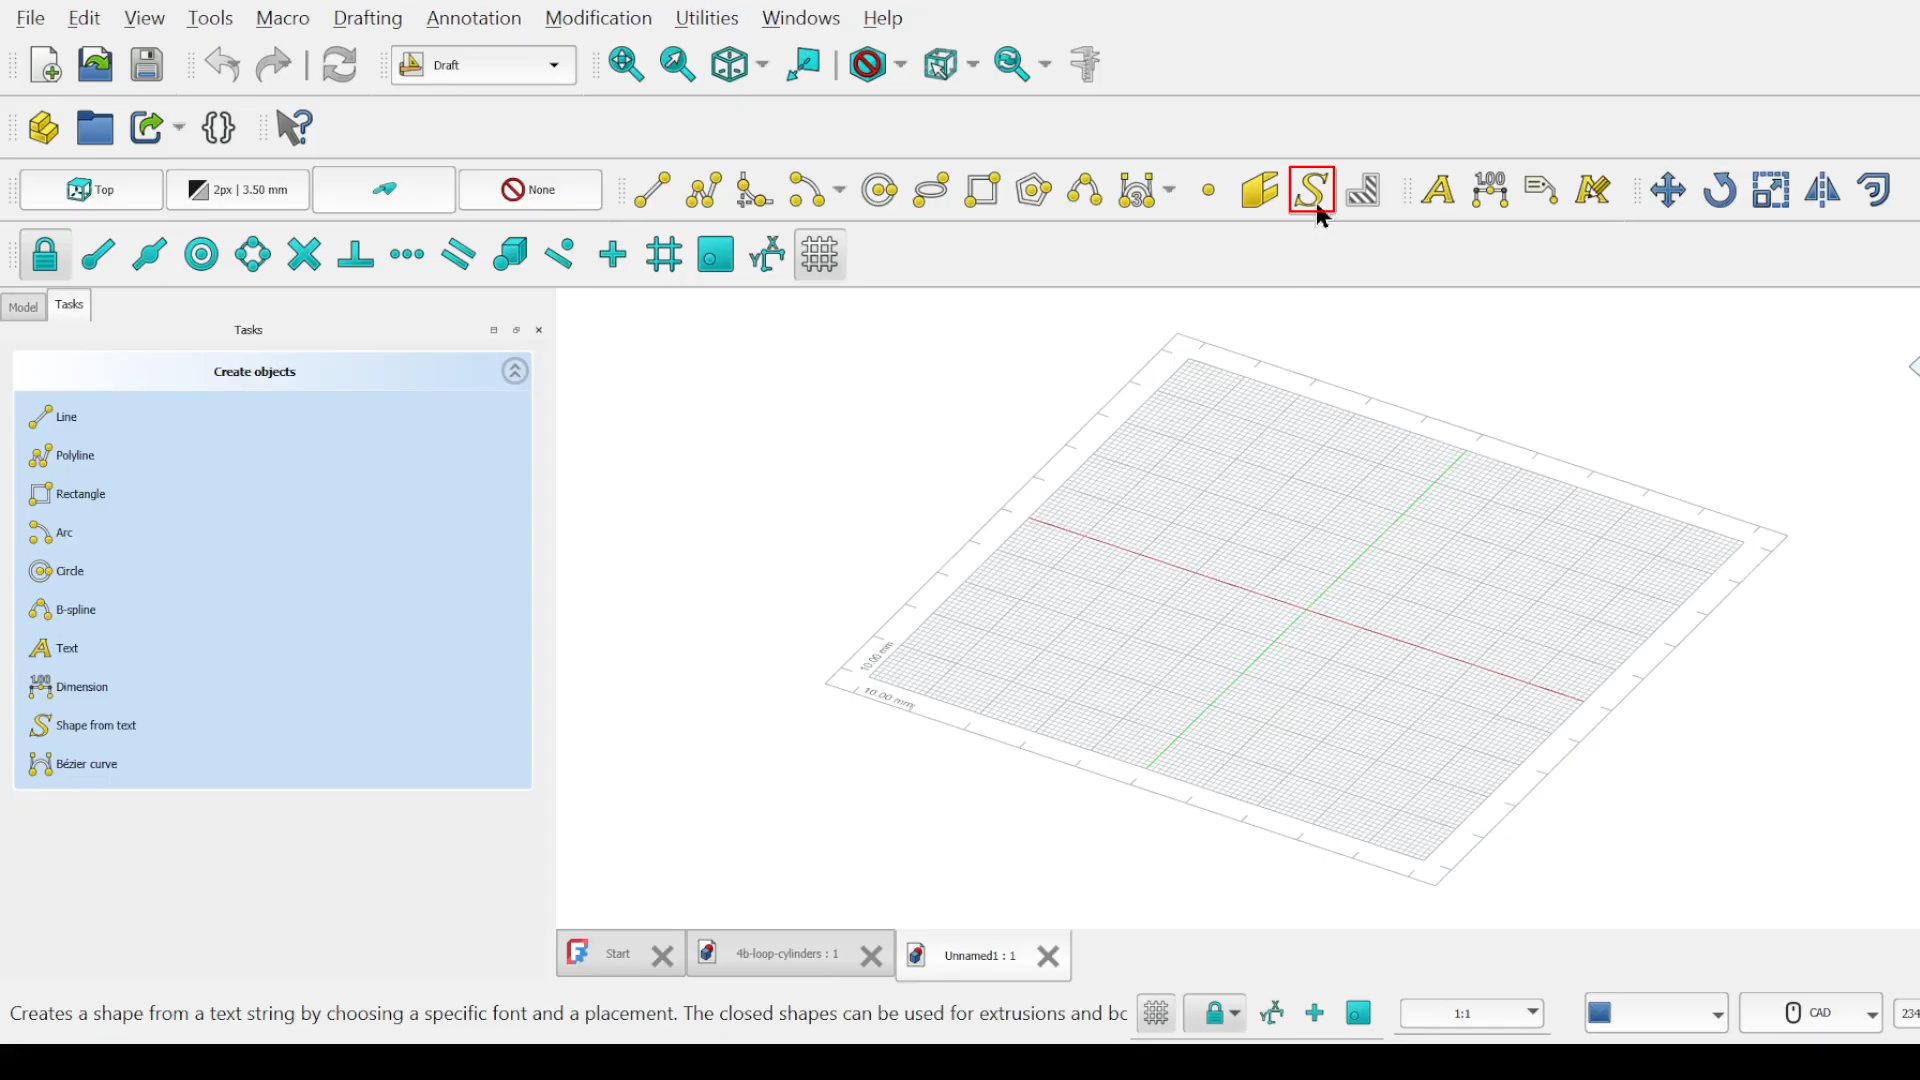 File Edit View Tools Macro Drafting Annotation Modification Utilities Windows Help
Draft
Top 2px | 3.50 mm None
Model Tasks
Tasks
Create objects
Line
Polyline
Rectangle
Arc
Circle
B-spline
Text
Dimension
Shape from text
Bézier curve
10.00 mm
10.00 mm
Start 4b-loop-cylinders : 1 Unnamed1 : 1
Creates a shape from a text string by choosing a specific font and a placement. The closed shapes can be used for extrusions and bo 1:1 CAD 234